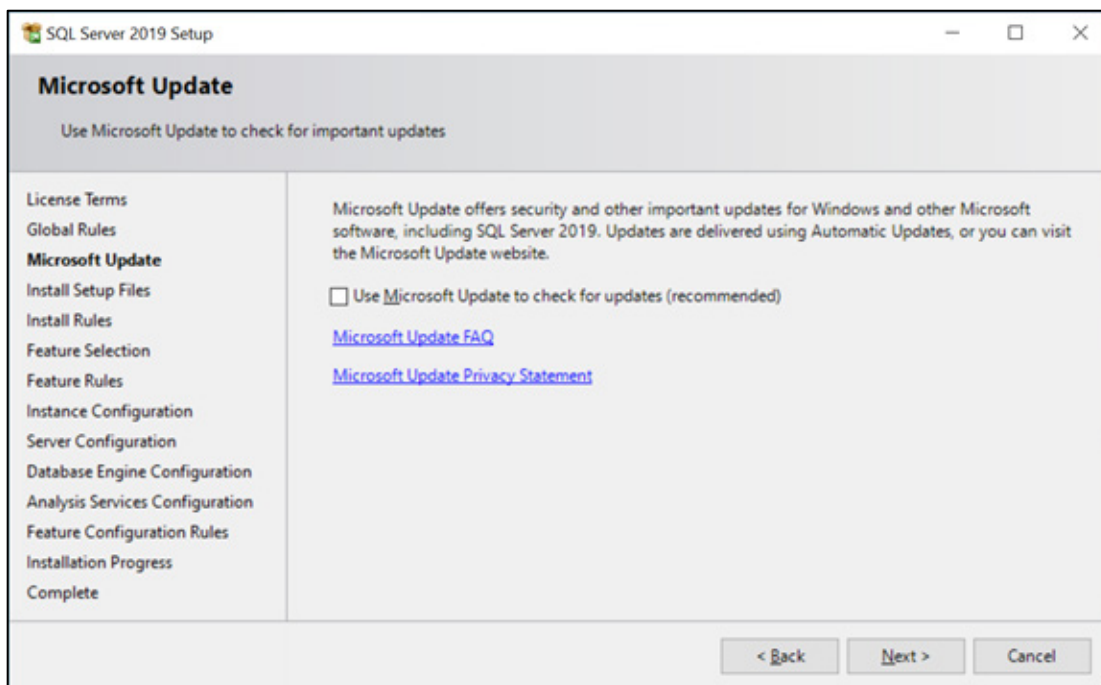 SQL Server 2019 Setup
Microsoft Update
Use Microsoft Update to check for important updates
License Terms
Global Rules
Microsoft Update
Install Setup Files
Install Rules
Feature Selection
Feature Rules
Instance Configuration
Server Configuration
Database Engine Configuration
Analysis Services Configuration
Feature Configuration Rules
Installation Progress
Complete
Microsoft Update offers security and other important updates for Windows and other Microsoft
software, including SQL Server 2019. Updates are delivered using Automatic Updates, or you can visit
the Microsoft Update website.
Use Microsoft Update to check for updates (recommended)
Microsoft Update FAQ
Microsoft Update Privacy Statement
< Back Next > Cancel